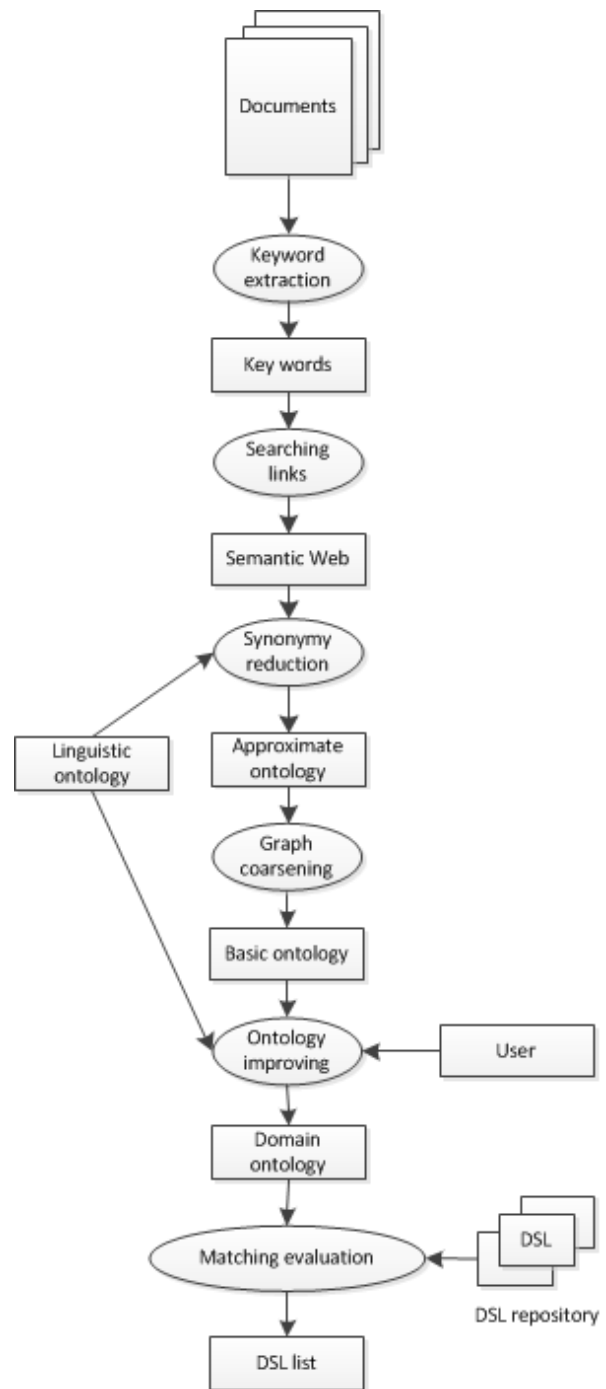 Documents
Keyword
extraction
Key words
Searching
links
Semantic Web
Synonymy
reduction
Linguistic
ontology
Approximate
ontology
Graph
coarsening
Basic ontology
Ontology
improving
User
Domain
ontology
Matching evaluation
DSL
DSL repository
DSL list